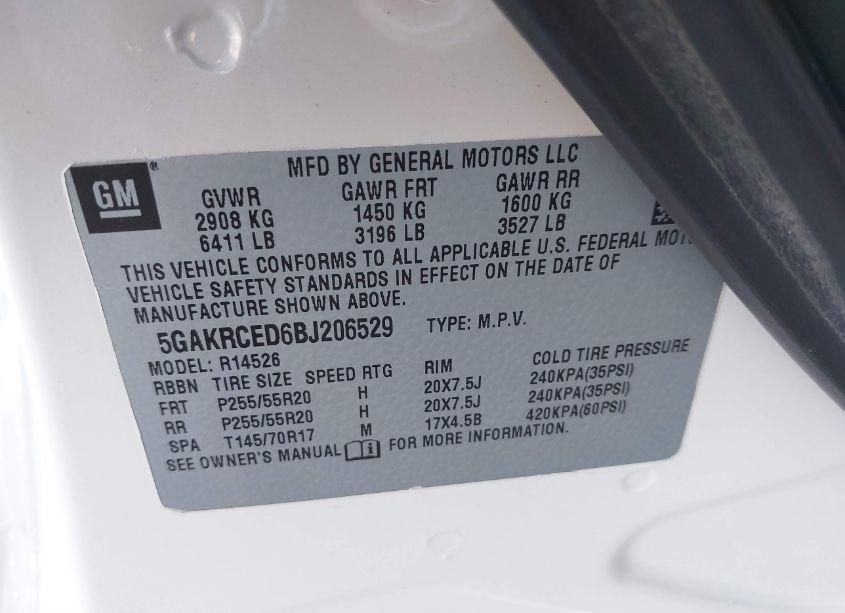 GM
MFD BY GENERAL MOTORS LLC
GVWR GAWR FRT GAWR RR
2908 KG 1450 KG 1600 KG
6411 LB 3196 LB 3527 LB
THIS VEHICLE CONFORMS TO ALL APPLICABLE U.S. FEDERAL
VEHICLE SAFETY STANDARDS IN EFFECT ON THE DATE OF
MANUFACTURE SHOWN ABOVE.
5GAKRCED6BJ206529 TYPE: M.P.V.
MODEL: R14526
RBBN TIRE SIZE SPEED RTG RIM COLD TIRE PRESSURE
FRT P255/55R20 H 20X7.5J 240KPA(35PSI)
RR P255/55R20 H 20X7.5J 240KPA(35PSI)
SPA T145/70R17 M 17X4.5B 420KPA(60PSI)
SEE OWNER'S MANUAL FOR MORE INFORMATION.